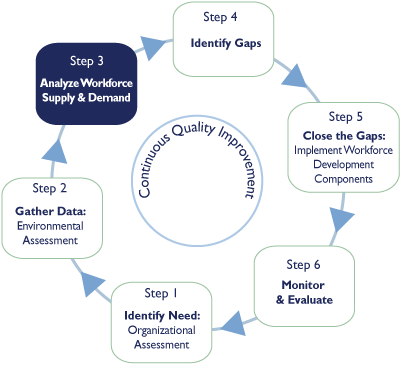 Step 1
Identify Need:
Organizational
Assessment
Step 2
Gather Data:
Environmental
Assessment
Step 3
Analyze Workforce
Supply & Demand
Step 4
Identify Gaps
Step 5
Close the Gaps:
Implement Workforce
Development
Components
Step 6
Monitor
& Evaluate
Continuous Quality Improvement